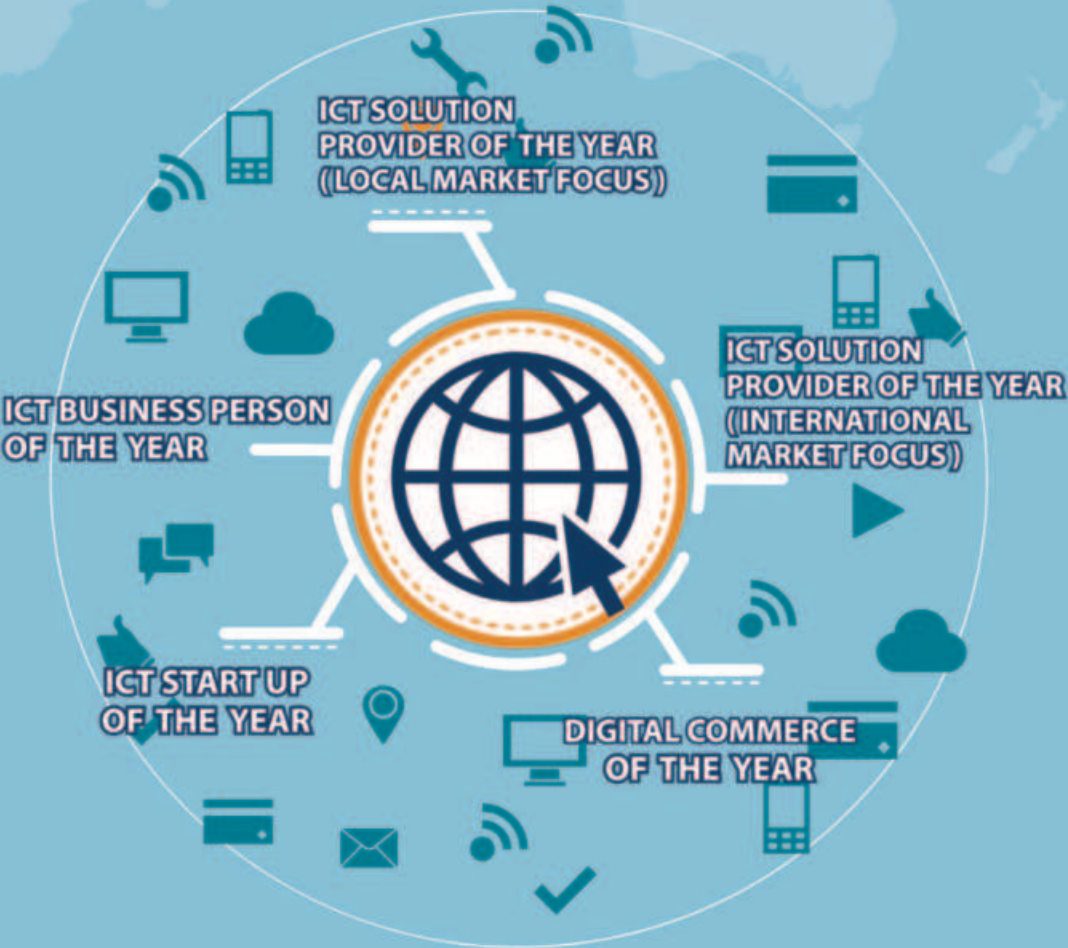 ICT SOLUTION
PROVIDER OF THE YEAR
(LOCAL MARKET FOCUS)
ICT SOLUTION
PROVIDER OF THE YEAR
(INTERNATIONAL
MARKET FOCUS)
ICT BUSINESS PERSON
OF THE YEAR
ICT START UP
OF THE YEAR
DIGITAL COMMERCE
OF THE YEAR